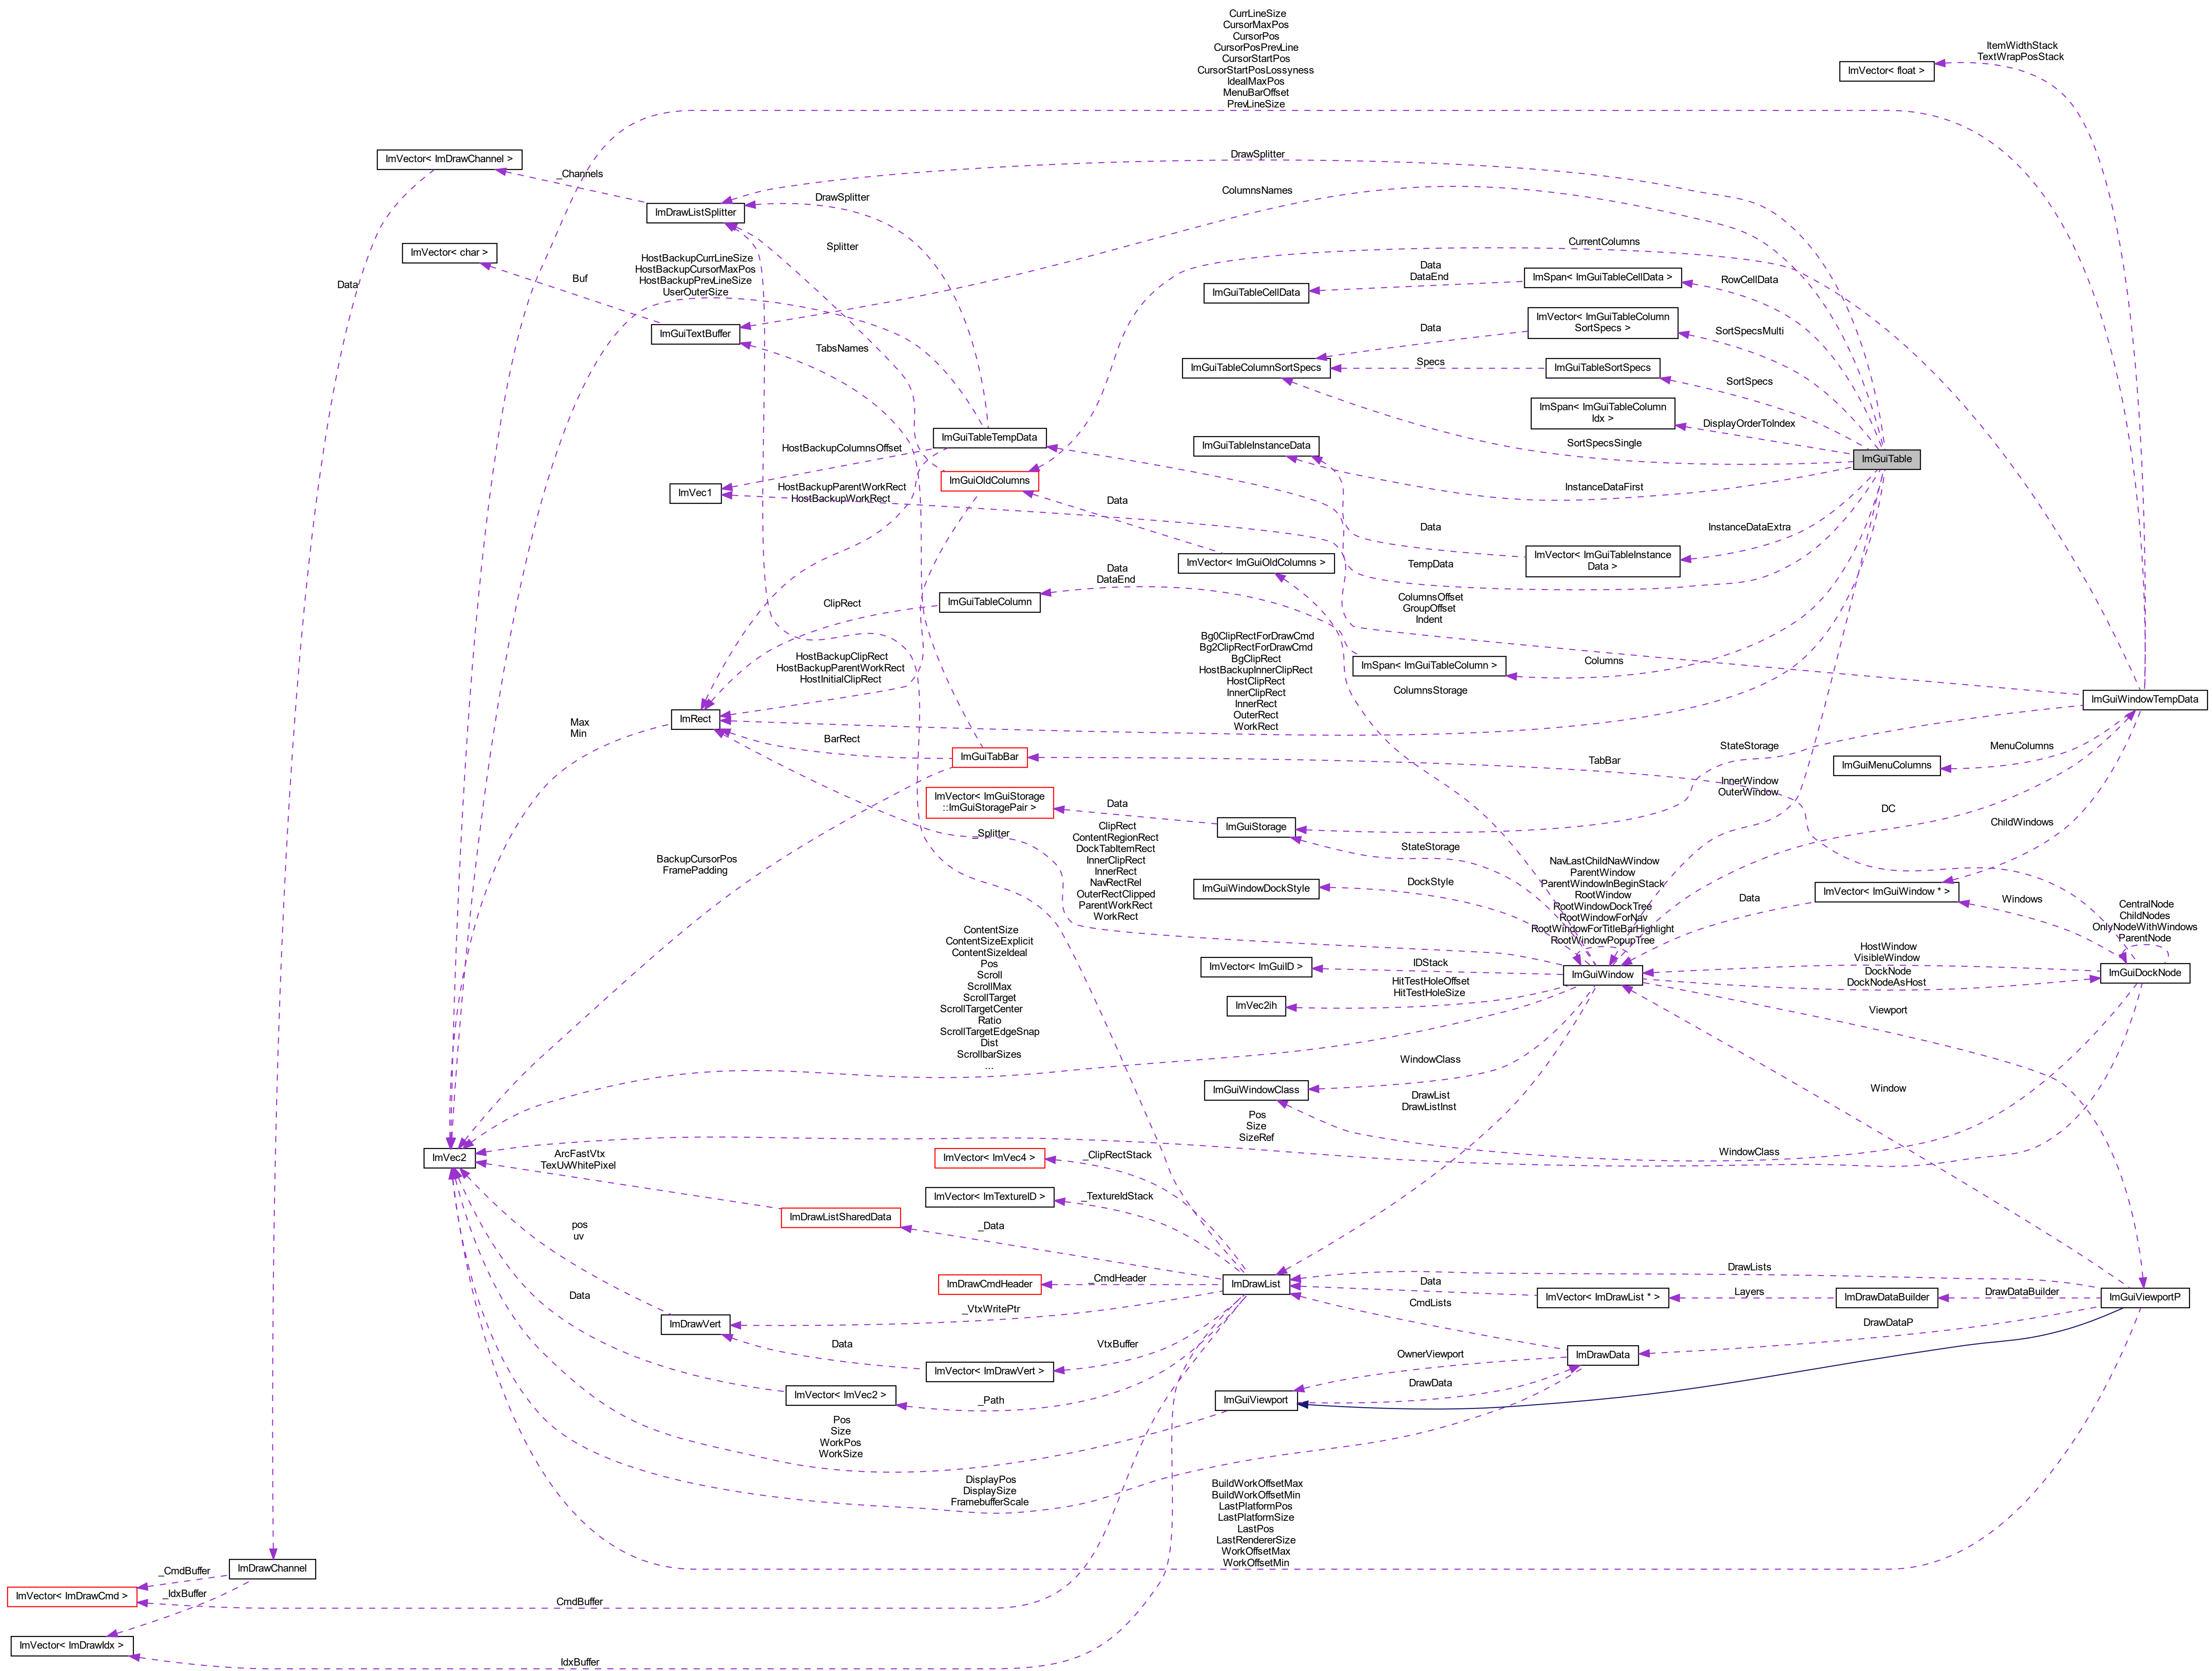 CurrLineSize
CursorMaxPos
CursorPos
CursorPosPrevLine
CursorStartPos
CursorStartPosLossyness
IdealMaxPos
MenuBarOffset
PrevLineSize
ItemWidthStack
TextWrapPosStack
ImVector< float >
ImVector< ImDrawChannel >
DrawSplitter
_Channels
ColumnsNames
DrawSplitter
ImDrawListSplitter
CurrentColumns
Splitter
ImVector< char >
HostBackupCurrLineSize
HostBackupCursorMaxPos
HostBackupPrevLineSize
UserOuterSize
Buf
Data
Data
DataEnd
ImSpan< ImGuiTableCellData >
RowCellData
ImGuiTableCellData
ImVector< ImGuiTableColumn
SortSpecs >
ImGuiTextBuffer
Data
SortSpecsMulti
TabsNames
Specs
ImGuiTableColumnSortSpecs
ImGuiTableSortSpecs
SortSpecs
ImSpan< ImGuiTableColumn
Idx >
DisplayOrderToIndex
ImGuiTableTempData
ImGuiTableInstanceData
SortSpecsSingle
HostBackupColumnsOffset
ImGuiTable
ImGuiOldColumns
HostBackupParentWorkRect
HostBackupWorkRect
ImVec1
InstanceDataFirst
Data
Data
InstanceDataExtra
ImVector< ImGuiOldColumns >
ImVector< ImGuiTableInstance
Data >
TempData
Data
DataEnd
ClipRect
ImGuiTableColumn
ColumnsOffset
GroupOffset
Indent
HostBackupClipRect
HostBackupParentWorkRect
HostInitialClipRect
Bg0ClipRectForDrawCmd
Bg2ClipRectForDrawCmd
BgClipRect
HostBackupInnerClipRect
HostClipRect
InnerClipRect
InnerRect
OuterRect
WorkRect
ImSpan< ImGuiTableColumn >
Columns
ColumnsStorage
ImGuiWindowTempData
ImRect
Max
Min
BarRect
ImGuiTabBar
TabBar
StateStorage
MenuColumns
ImGuiMenuColumns
InnerWindow
OuterWindow
ImVector< ImGuiStorage
::ImGuiStoragePair >
Data
ImGuiStorage
DC
ChildWindows
_Splitter
ClipRect
ContentRegionRect
DockTabItemRect
InnerClipRect
InnerRect
NavRectRel
OuterRectClipped
ParentWorkRect
WorkRect
StateStorage
BackupCursorPos
FramePadding
DockStyle
ImGuiWindowDockStyle
NavLastChildNavWindow
ParentWindow
ParentWindowInBeginStack
RootWindow
RootWindowDockTree
RootWindowForNav
RootWindowForTitleBarHighlight
RootWindowPopupTree
ImVector< ImGuiWindow * >
Data
Windows
CentralNode
ChildNodes
OnlyNodeWithWindows
ParentNode
ContentSize
ContentSizeExplicit
ContentSizeIdeal
Pos
Scroll
ScrollMax
ScrollTarget
ScrollTargetCenter
Ratio
ScrollTargetEdgeSnap
Dist
ScrollbarSizes
...
ImVector< ImGuiID >
IDStack
ImGuiWindow
HostWindow
VisibleWindow
DockNode
DockNodeAsHost
ImGuiDockNode
ImVec2ih
HitTestHoleOffset
HitTestHoleSize
Viewport
WindowClass
ImGuiWindowClass
DrawList
DrawListInst
Window
Pos
Size
SizeRef
WindowClass
ImVec2
ArcFastVtx
TexUvWhitePixel
ImVector< ImVec4 >
_ClipRectStack
ImVector< ImTextureID >
_TextureIdStack
ImDrawListSharedData
_Data
pos
uv
ImDrawCmdHeader
_CmdHeader
ImDrawList
DrawLists
Data
ImVector< ImDrawList * >
Layers
ImDrawDataBuilder
DrawDataBuilder
ImGuiViewportP
Data
_VtxWritePtr
CmdLists
ImDrawVert
DrawDataP
Data
VtxBuffer
ImVector< ImDrawVert >
OwnerViewport
ImDrawData
ImVector< ImVec2 >
_Path
ImGuiViewport
DrawData
Pos
Size
WorkPos
WorkSize
DisplayPos
DisplaySize
FramebufferScale
BuildWorkOffsetMax
BuildWorkOffsetMin
LastPlatformPos
LastPlatformSize
LastPos
LastRendererSize
WorkOffsetMax
WorkOffsetMin
ImDrawChannel
_CmdBuffer
ImVector< ImDrawCmd >
_IdxBuffer
CmdBuffer
ImVector< ImDrawIdx >
IdxBuffer